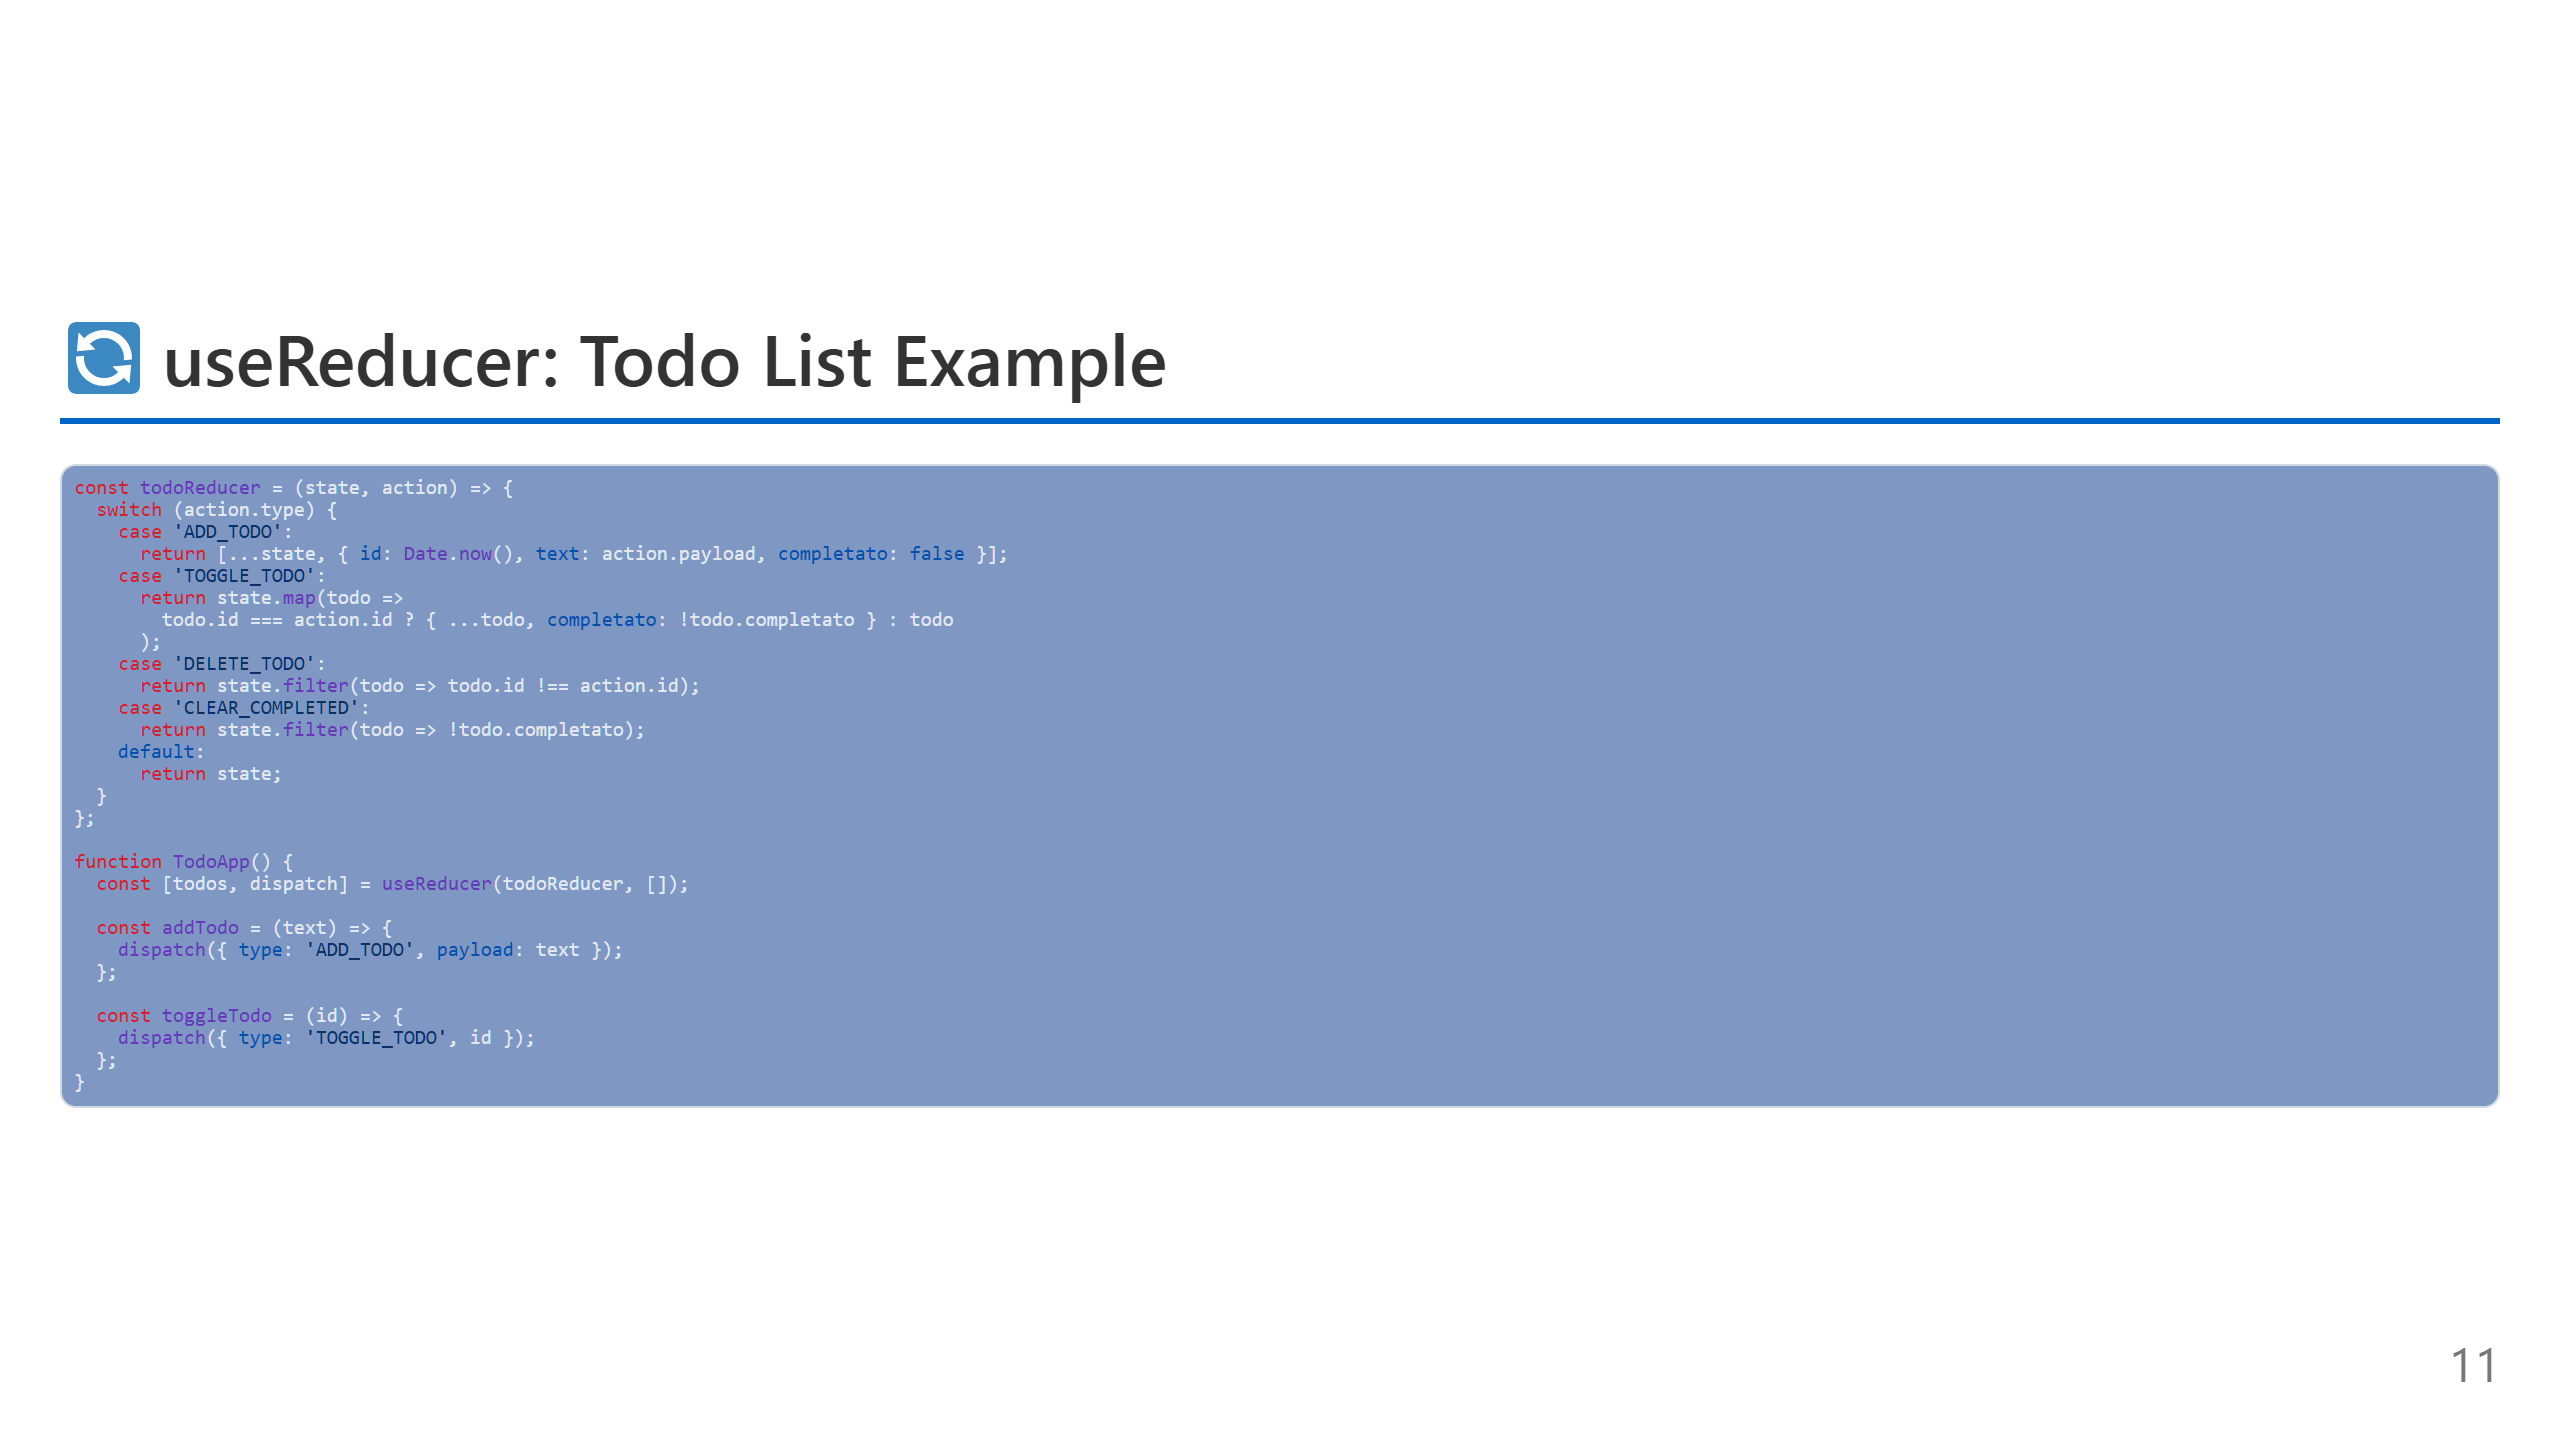 useReducer: Todo List Example
const todoReducer = (state, action) => {
  switch (action.type) {
    case 'ADD_TODO':
      return [...state, { id: Date.now(), text: action.payload, completato: false }];
    case 'TOGGLE_TODO':
      return state.map(todo =>
        todo.id === action.id ? { ...todo, completato: !todo.completato } : todo
      );
    case 'DELETE_TODO':
      return state.filter(todo => todo.id !== action.id);
    case 'CLEAR_COMPLETED':
      return state.filter(todo => !todo.completato);
    default:
      return state;
  }
};

function TodoApp() {
  const [todos, dispatch] = useReducer(todoReducer, []);

  const addTodo = (text) => {
    dispatch({ type: 'ADD_TODO', payload: text });
  };

  const toggleTodo = (id) => {
    dispatch({ type: 'TOGGLE_TODO', id });
  };
}
11